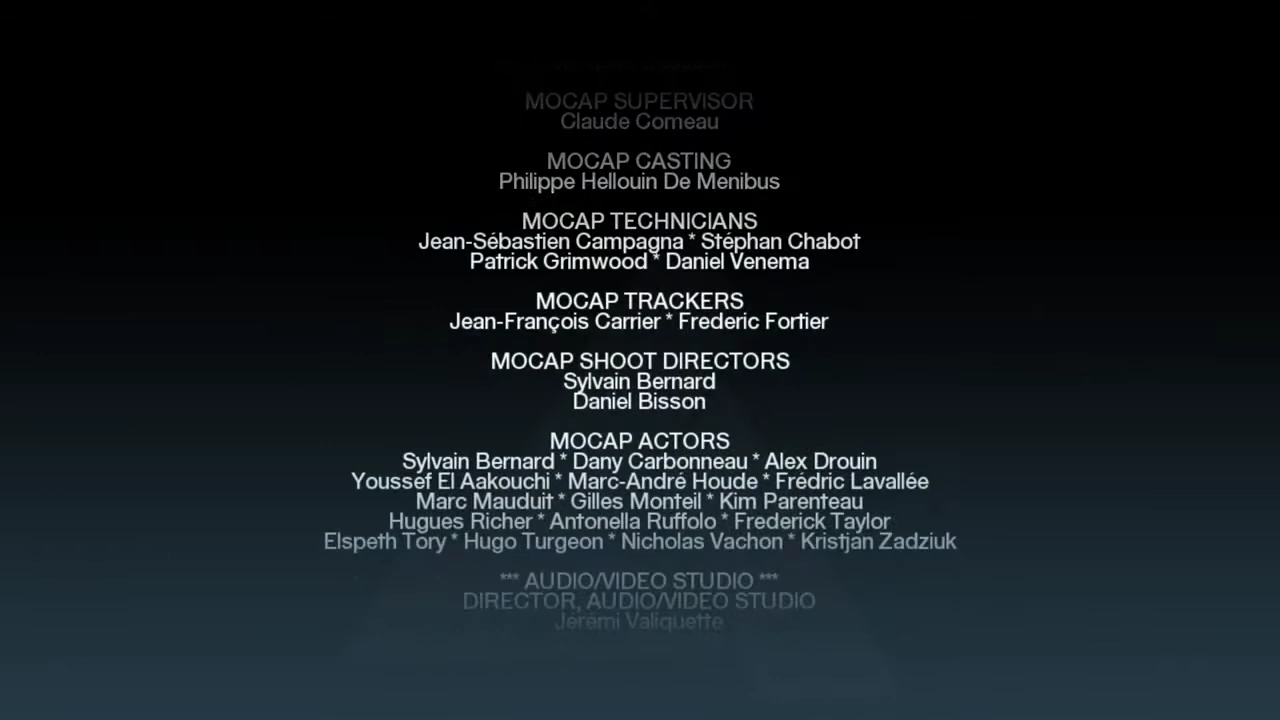 MOCAP SUPERVISOR
Claude Comeau
MOCAP CASTING
Philippe Hellouin De Menibus
MOCAP TECHNICIANS
Jean-Sébastien Campagna * Stéphan Chabot
Patrick Grimwood * Daniel Venema
MOCAP TRACKERS
Jean-François Carrier * Frederic Fortier
MOCAP SHOOT DIRECTORS
Sylvain Bernard
Daniel Bisson
MOCAP ACTORS
Sylvain Bernard * Dany Carbonneau * Alex Drouin
Youssef El Aakouchi * Marc-André Houde * Frédric Lavallée
Marc Mauduit * Gilles Monteil * Kim Parenteau
Hugues Richer * Antonella Ruffolo * Frederick Taylor
Elspeth Tory * Hugo Turgeon * Nicholas Vachon * Kristjan Zadziuk
*** AUDIO/VIDEO STUDIO ***
DIRECTOR, AUDIO/VIDEO STUDIO
Jérémi Valiquette